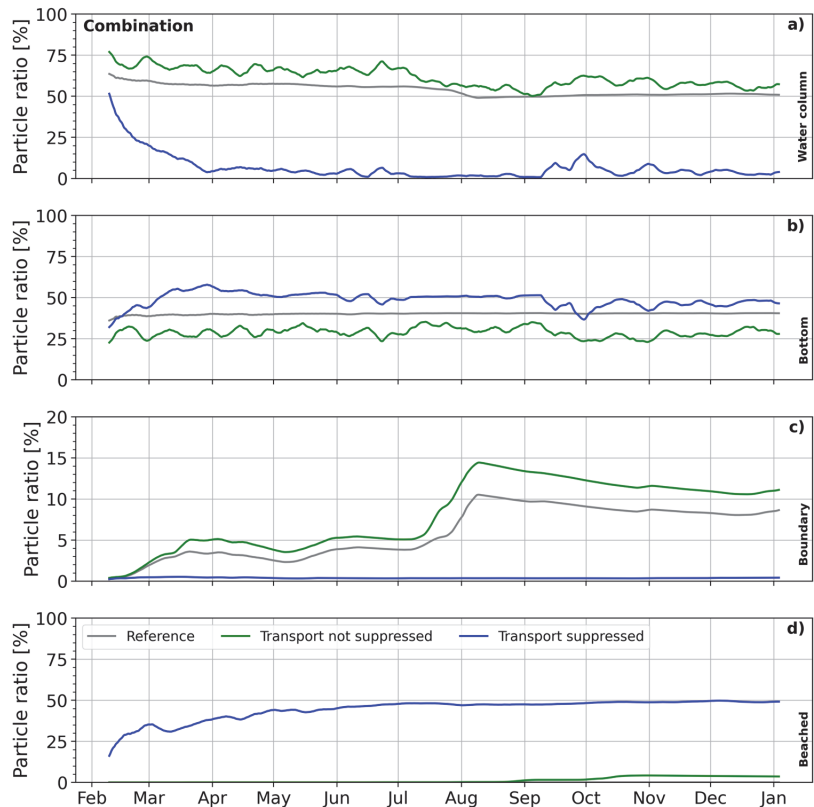 Combination
a)
100
75
50
25
0
Particle ratio [%]
Water column
b)
100
75
50
25
0
Particle ratio [%]
Bottom
c)
20
15
10
5
0
Particle ratio [%]
Boundary
d)
100
75
50
25
0
Particle ratio [%]
Reference Transport not suppressed Transport suppressed
Beached
Feb Mar Apr May Jun Jul Aug Sep Oct Nov Dec Jan